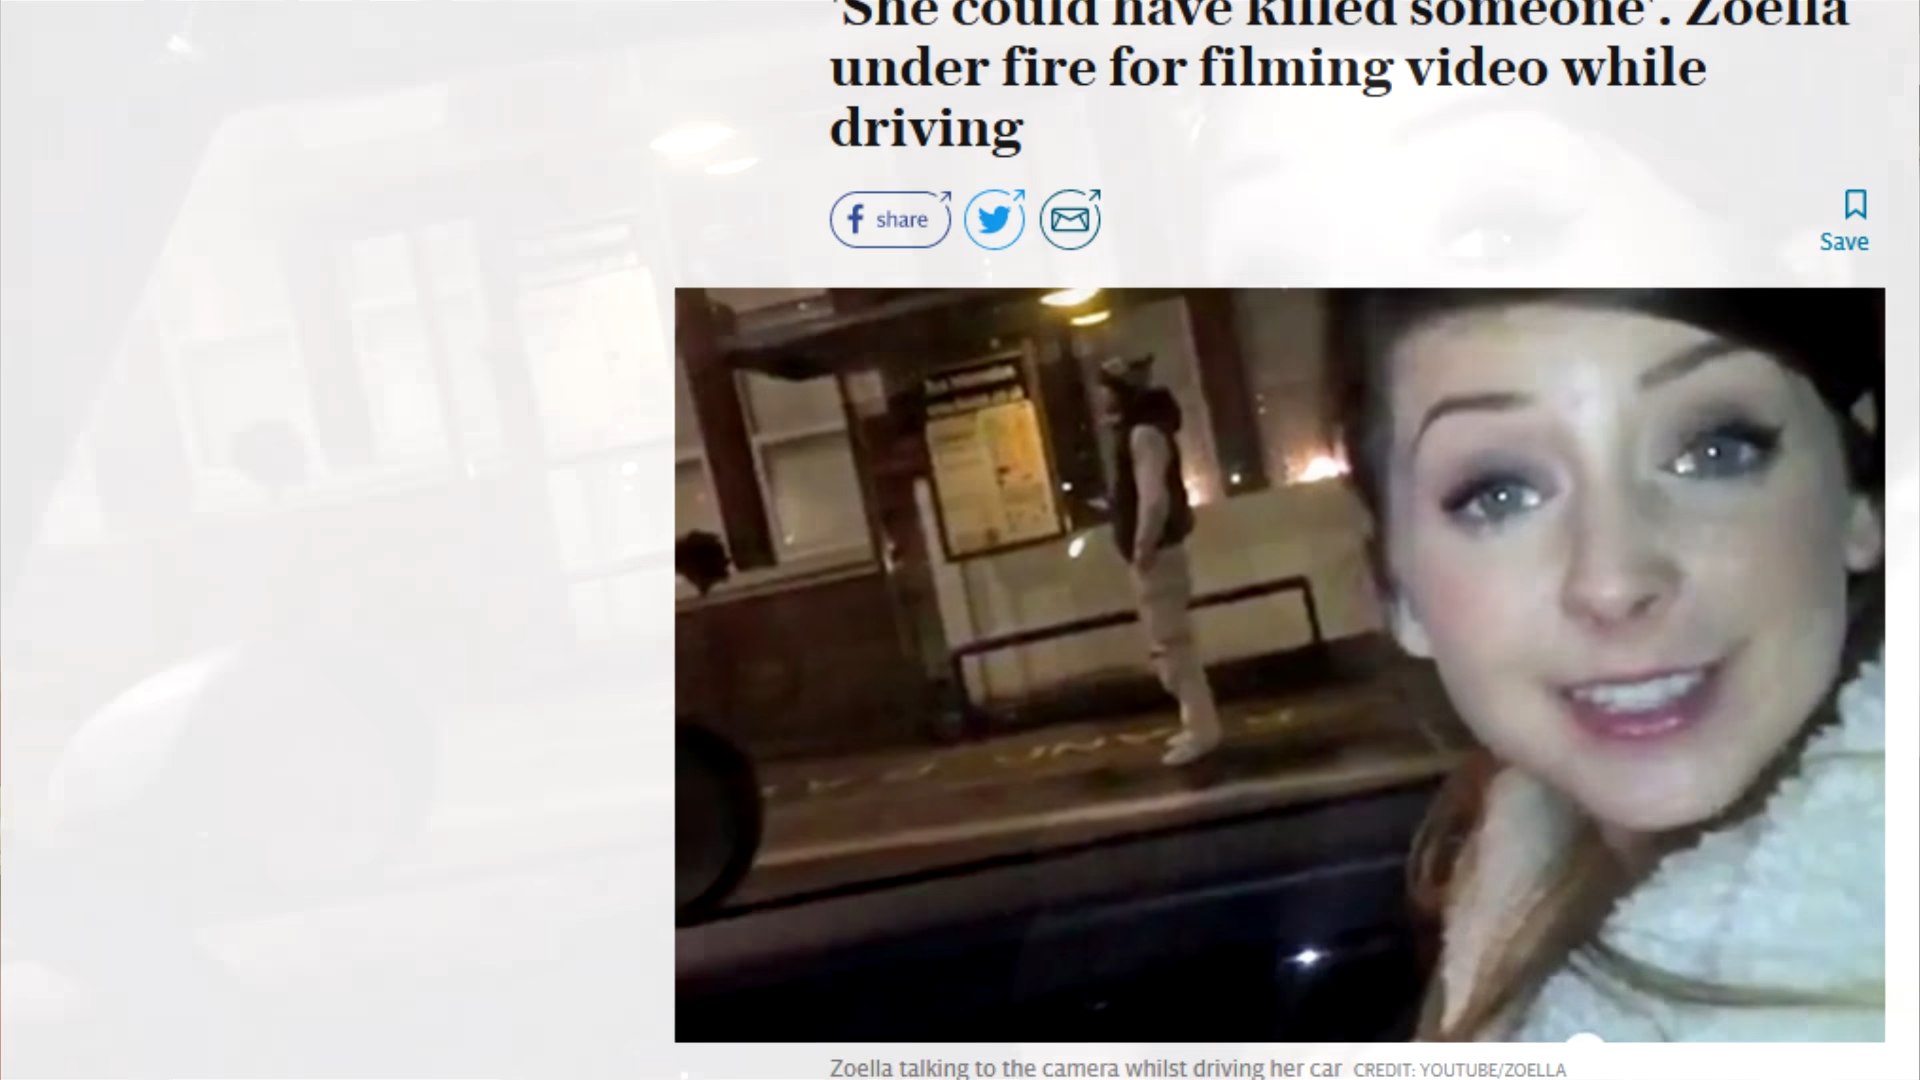 'She could have killed someone'. Zoella
under fire for filming video while
driving
share
Save
Zoella talking to the camera whilst driving her car CREDIT: YOUTUBE/ZOELLA